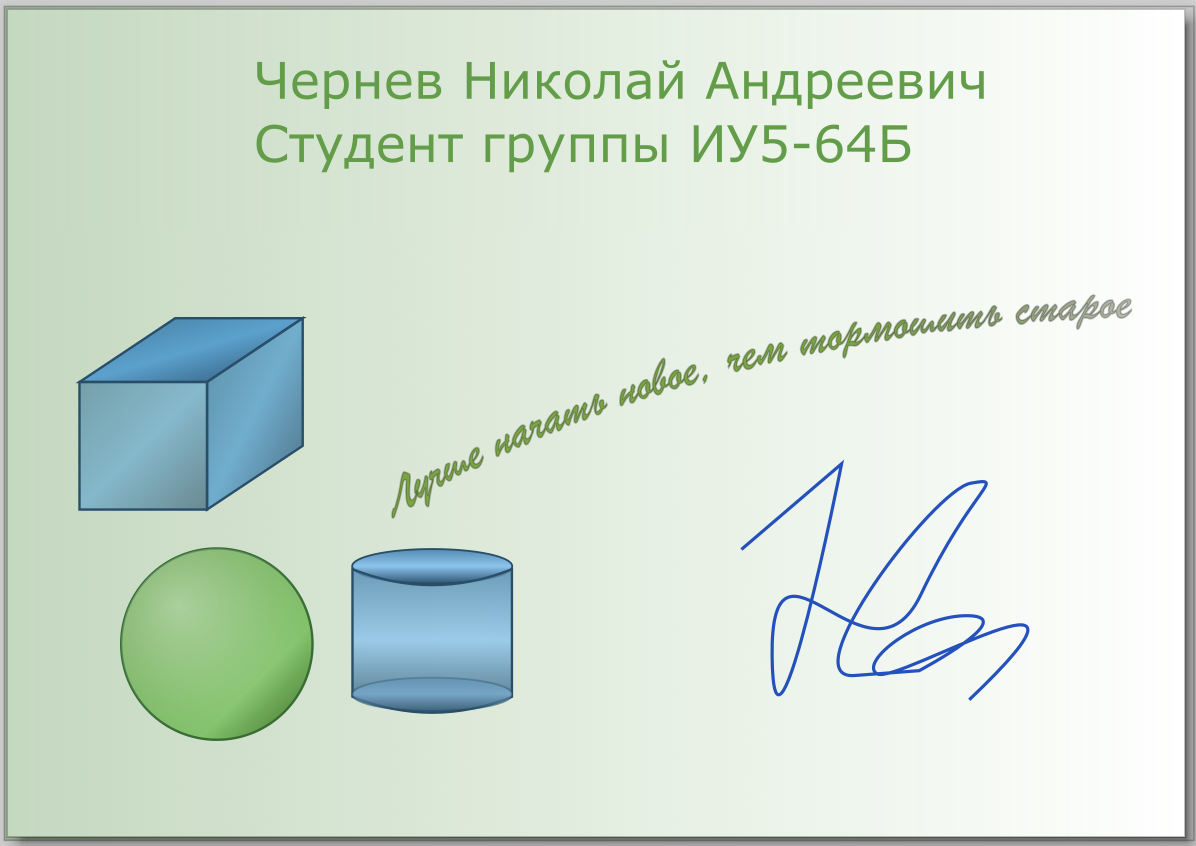 Чернев Николай Андреевич
Студент группы ИУ5-64Б
Лучше начать новое, чем тормошить старое